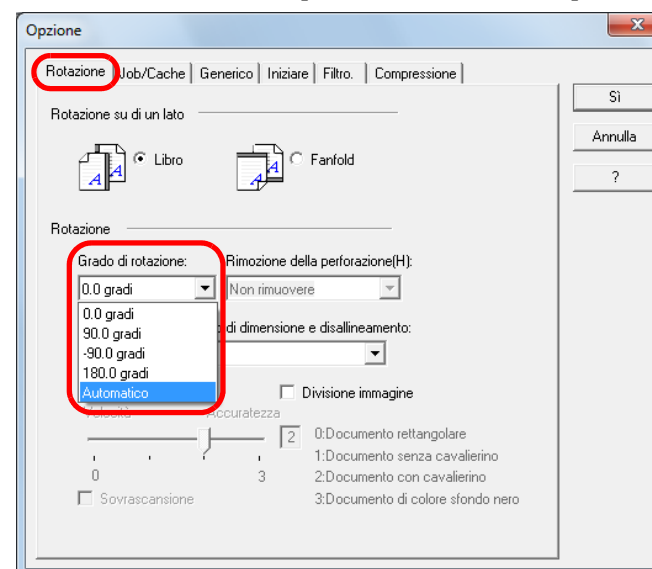 Opzione
Rotazione Job/Cache Generico Iniziare Filtro. Compressione
Sì
Annulla
?
Rotazione su di un lato
A A Libro A A Fanfold
Rotazione
Grado di rotazione: Rimozione della perforazione(H):
0.0 gradi Non rimuovere
0.0 gradi
90.0 gradi di dimensione e disallineamento:
-90.0 gradi
180.0 gradi
Automatico Divisione immagine
Velocità Accuratezza
2 0:Documento rettangolare
1:Documento senza cavalierino
0 3 2:Documento con cavalierino
Sovrascansione 3:Documento di colore sfondo nero